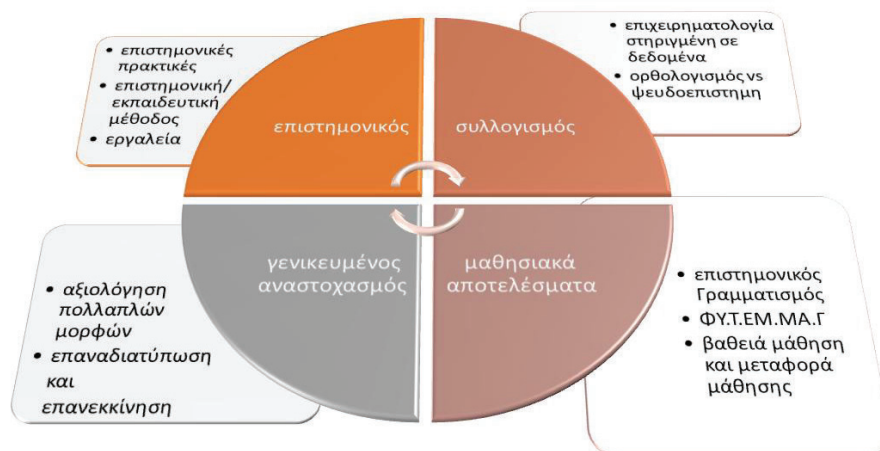 • επιστημονικές
πρακτικές
• επιστημονική/
εκπαιδευτική
μέθοδος
• εργαλεία
επιστημονικός
συλλογισμός
• επιχειρηματολογία
στηριγμένη σε
δεδομένα
• ορθολογισμός vs
ψευδοεπιστημη
• αξιολόγηση
πολλαπλών
μορφών
• επαναδιατύπωση
και
επανεκκίνηση
γενικευμένος
αναστοχασμός
μαθησιακά
αποτελέσματα
• επιστημονικός
Γραμματισμός
• ΦΥ.Τ.ΕΜ.ΜΑ.Γ
• βαθειά μάθηση
και μεταφορά
μάθησης